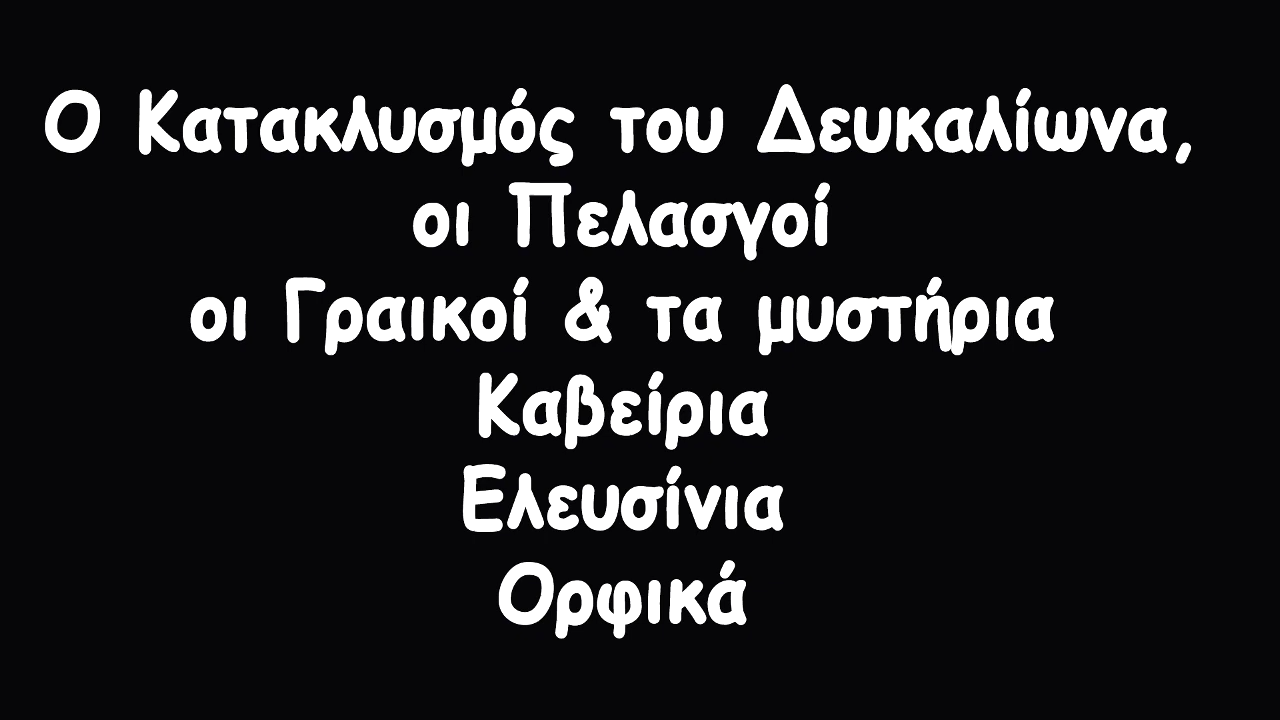 Ο Κατακλυσμός του Δευκαλίωνα,
οι Πελασγοί
οι Γραικοί & τα μυστήρια
Καβείρια
Ελευσίνια
Ορφικά